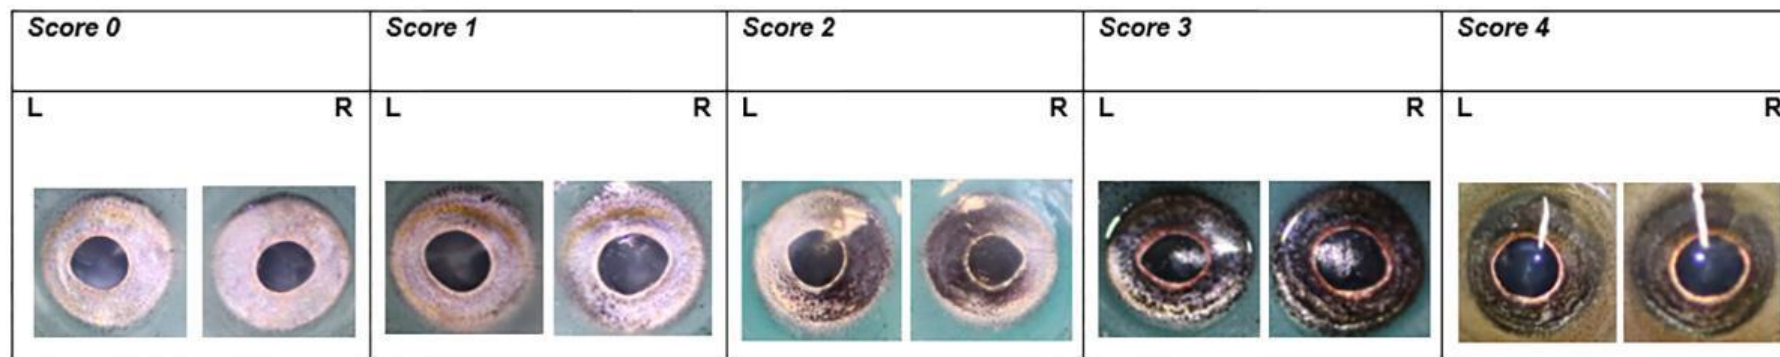 Score 0 Score 1 Score 2 Score 3 Score 4
L R L R L R L R L R